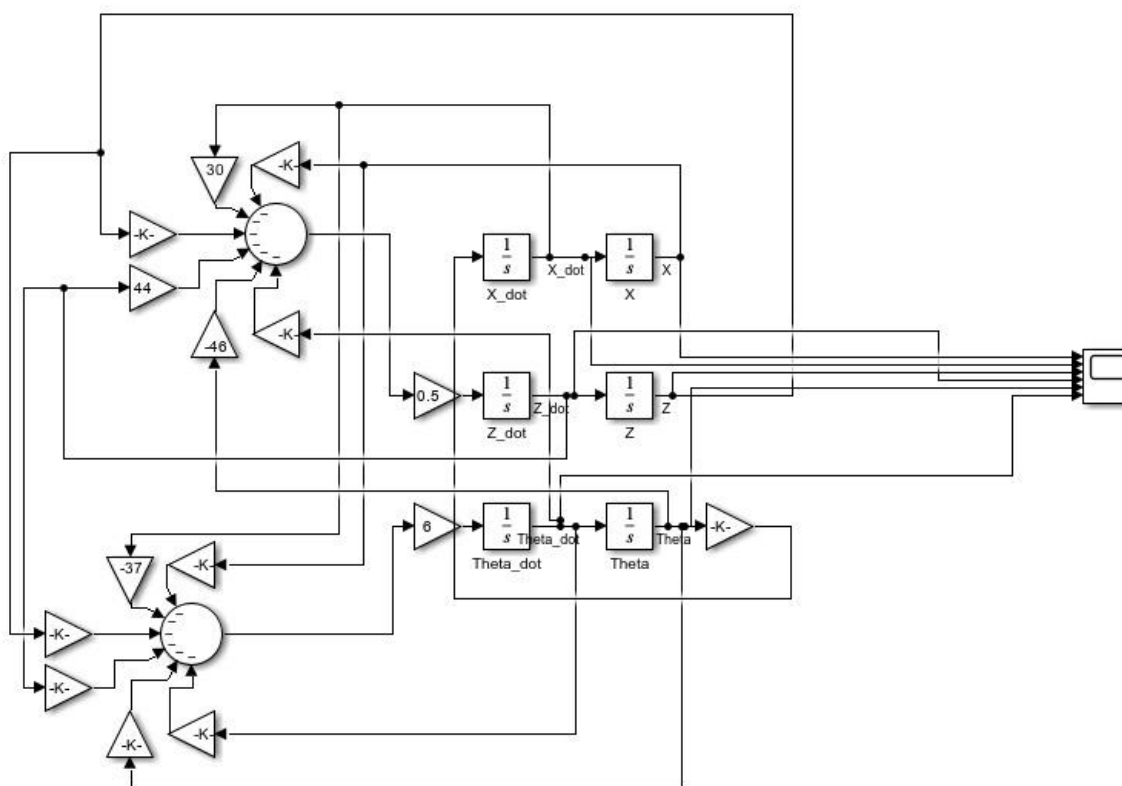 30
-K-
-K-
44
-46
-K-
1
s
X_dot
X_dot
1
s
X
X
0.5
1
s
Z_dot
Z_dot
1
s
Z
Z
6
1
s
Theta_dot
Theta_dot
1
s
Theta
Theta
-K-
-37
-K-
-K-
-K-
-K-
-K-